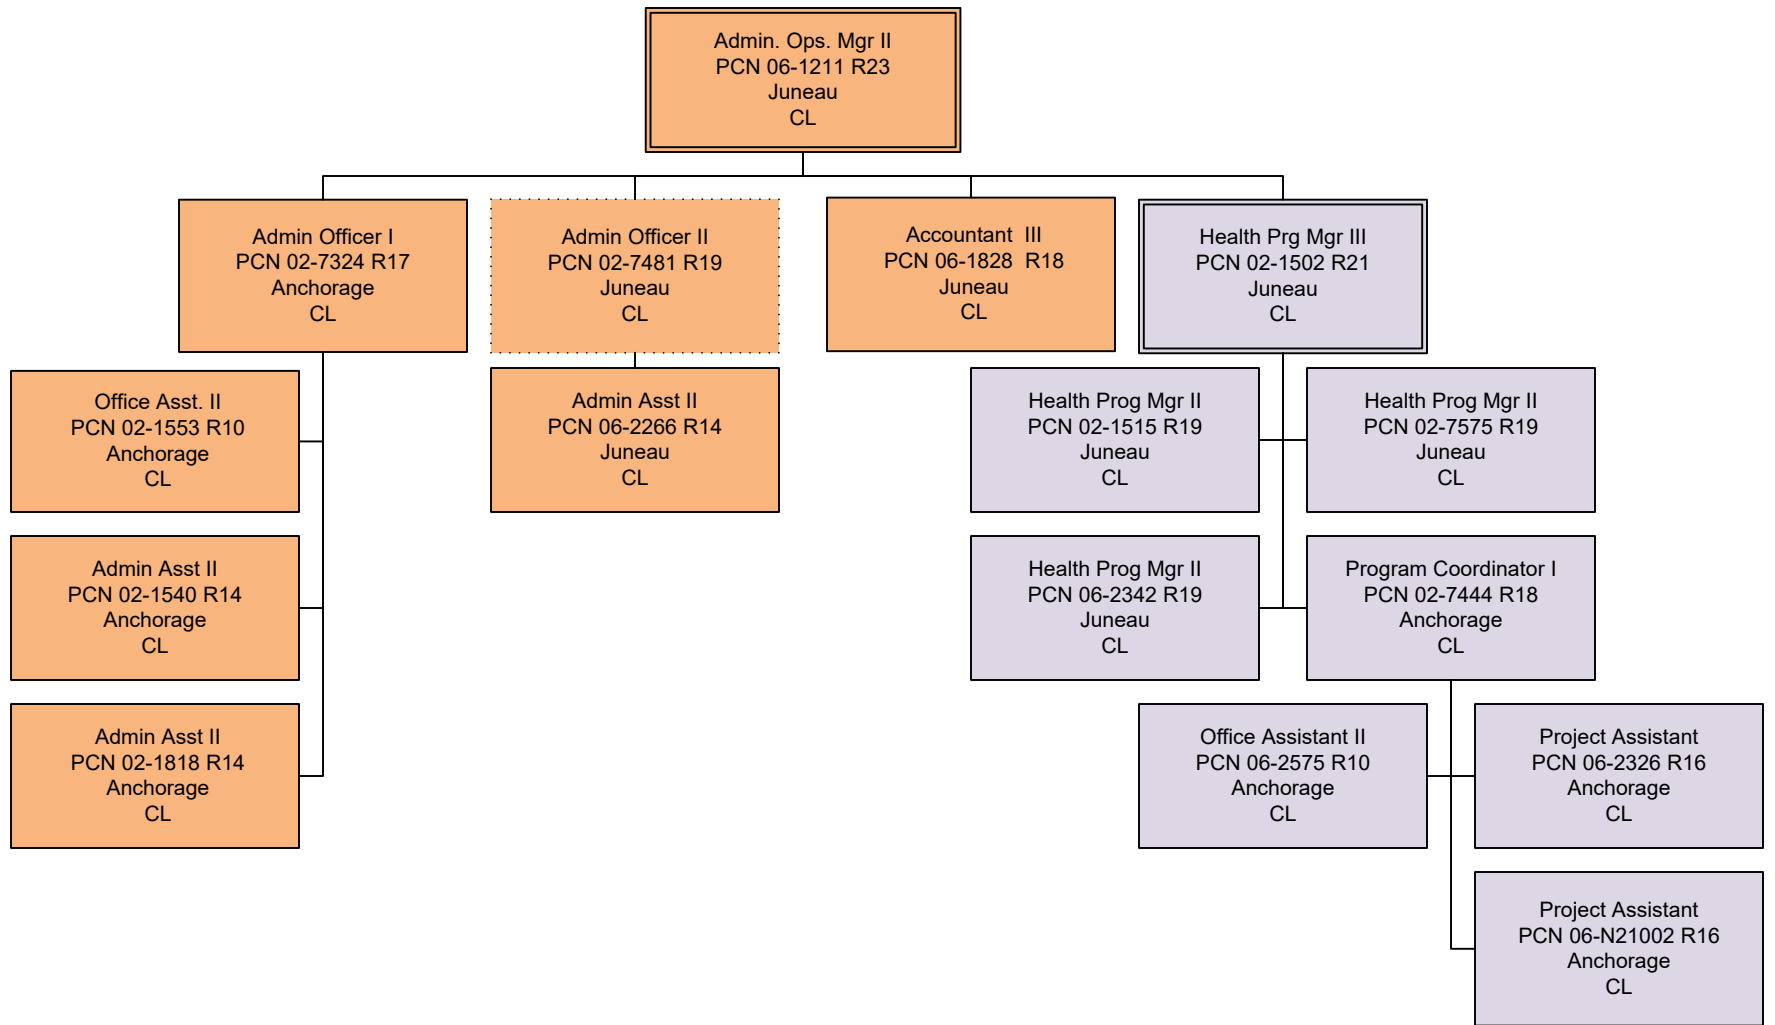 Admin. Ops. Mgr II
PCN 06-1211 R23
Juneau
CL
Admin Officer I
PCN 02-7324 R17
Anchorage
CL
Admin Officer II
PCN 02-7481 R19
Juneau
CL
Accountant  III
PCN 06-1828  R18
Juneau
CL
Health Prg Mgr III
PCN 02-1502 R21
Juneau
CL
Office Asst. II
PCN 02-1553 R10
Anchorage
CL
Admin Asst II
PCN 06-2266 R14
Juneau
CL
Health Prog Mgr II
PCN 02-1515 R19
Juneau
CL
Health Prog Mgr II
PCN 02-7575 R19
Juneau
CL
Admin Asst II
PCN 02-1540 R14
Anchorage
CL
Health Prog Mgr II
PCN 06-2342 R19
Juneau
CL
Program Coordinator I
PCN 02-7444 R18
Anchorage
CL
Admin Asst II
PCN 02-1818 R14
Anchorage
CL
Office Assistant II
PCN 06-2575 R10
Anchorage
CL
Project Assistant
PCN 06-2326 R16
Anchorage
CL
Project Assistant
PCN 06-N21002 R16
Anchorage
CL